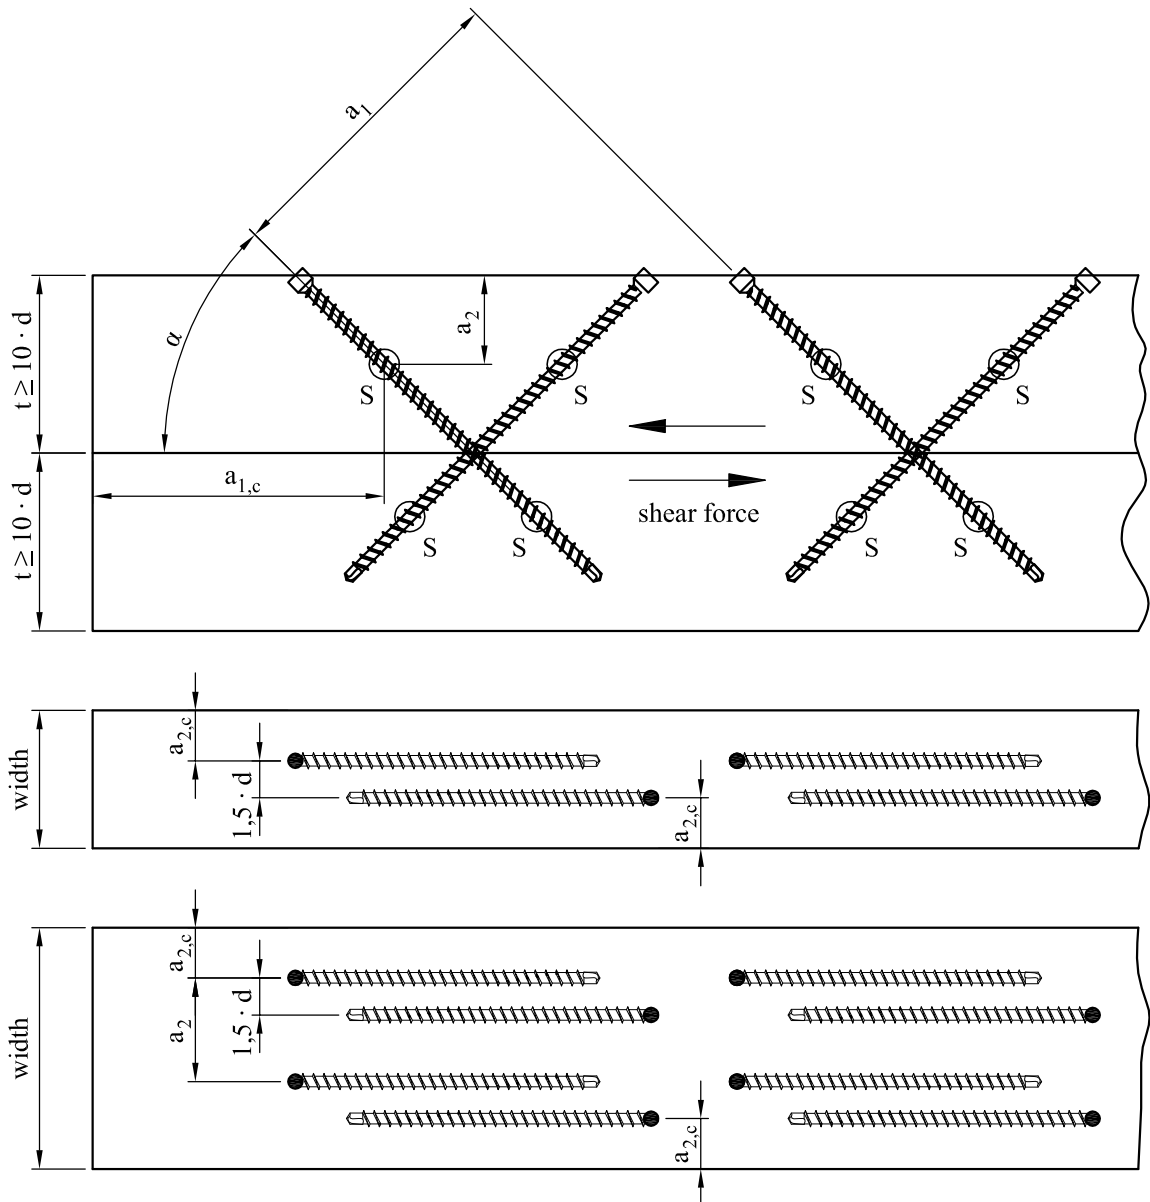 a1
α
t ≥ 10 · d
a2
S
S
S
S
a1,c
shear force
t ≥ 10 · d
S
S
S
S
width
a2,c
1,5 · d
a2,c
width
a2,c
a2
1,5 · d
a2,c